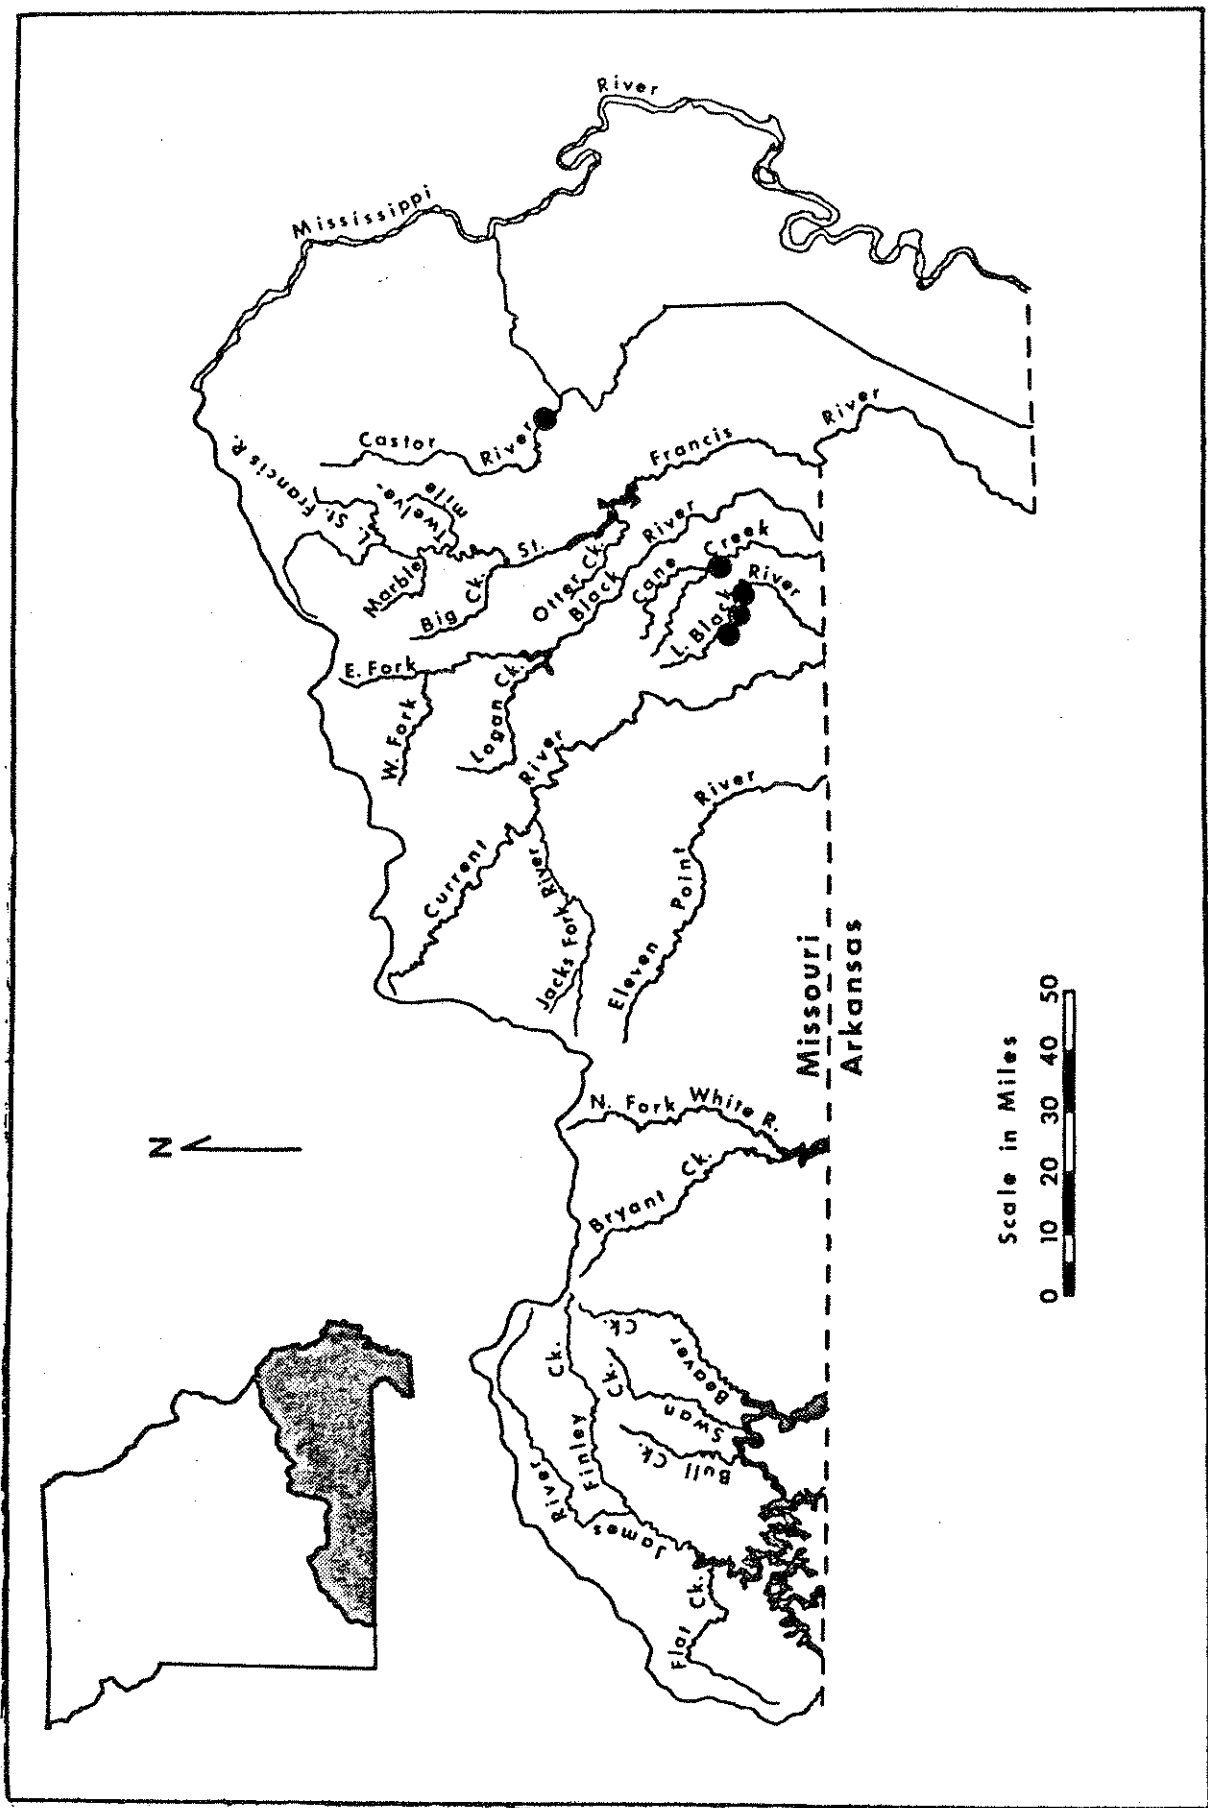 N
Mississippi
River
St. Francis R.
L.
Castor
River
Twelve-
mile
Marble
Big Ck.
St.
Francis
River
Otter Ck.
E. Fork
W. Fork
Logan Ck.
Black
River
Cane
Creek
L. Black
River
Current
River
Jacks Fork River
Eleven
Point
River
N. Fork White R.
Bryant Ck.
Beaver
Ck.
Swan
Ck.
Bull Ck.
Finley
Ck.
James
River
Flat
Ck.
Missouri
Arkansas
Scale in Miles
0 10 20 30 40 50